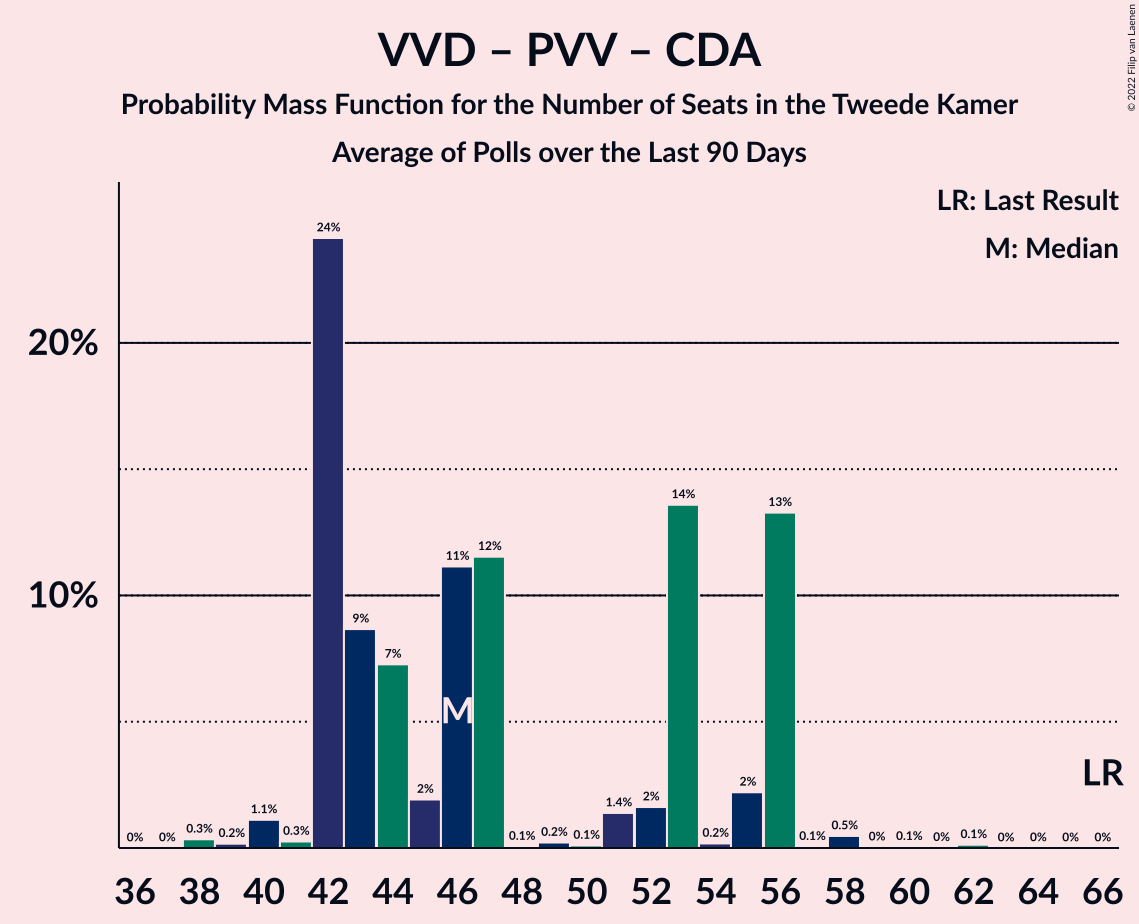 VVD – PVV – CDA
Probability Mass Function for the Number of Seats in the Tweede Kamer
Average of Polls over the Last 90 Days
© 2022 Filip van Laenen
LR: Last Result
M: Median
20%
10%
0% 0% 0.3% 0.2% 1.1% 0.3% 24% 9% 7% 2% 11% 12% 0.1% 0.2% 0.1% 1.4% 2% 14% 0.2% 2% 13% 0.1% 0.5% 0% 0.1% 0% 0.1% 0% 0% 0% 0%
M
LR
36 38 40 42 44 46 48 50 52 54 56 58 60 62 64 66